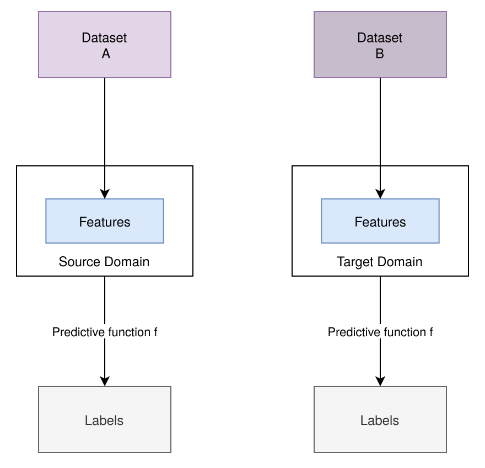 Dataset
A
Features
Source Domain
Predictive function f
Labels
Dataset
B
Features
Target Domain
Predictive function f
Labels